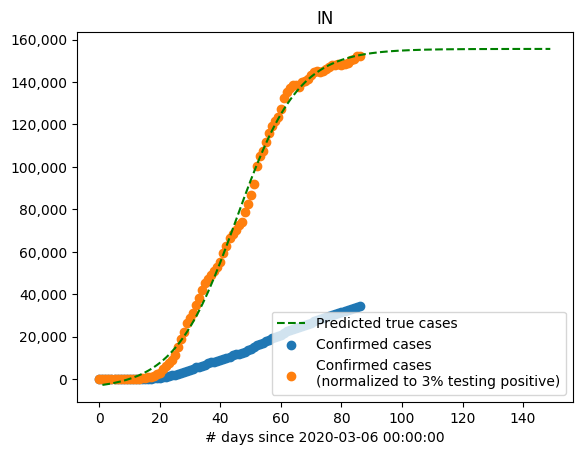 IN
160,000
140,000
120,000
100,000
80,000
60,000
40,000
20,000
0
Predicted true cases
Confirmed cases
Confirmed cases
(normalized to 3% testing positive)
0 20 40 60 80 100 120 140
# days since 2020-03-06 00:00:00